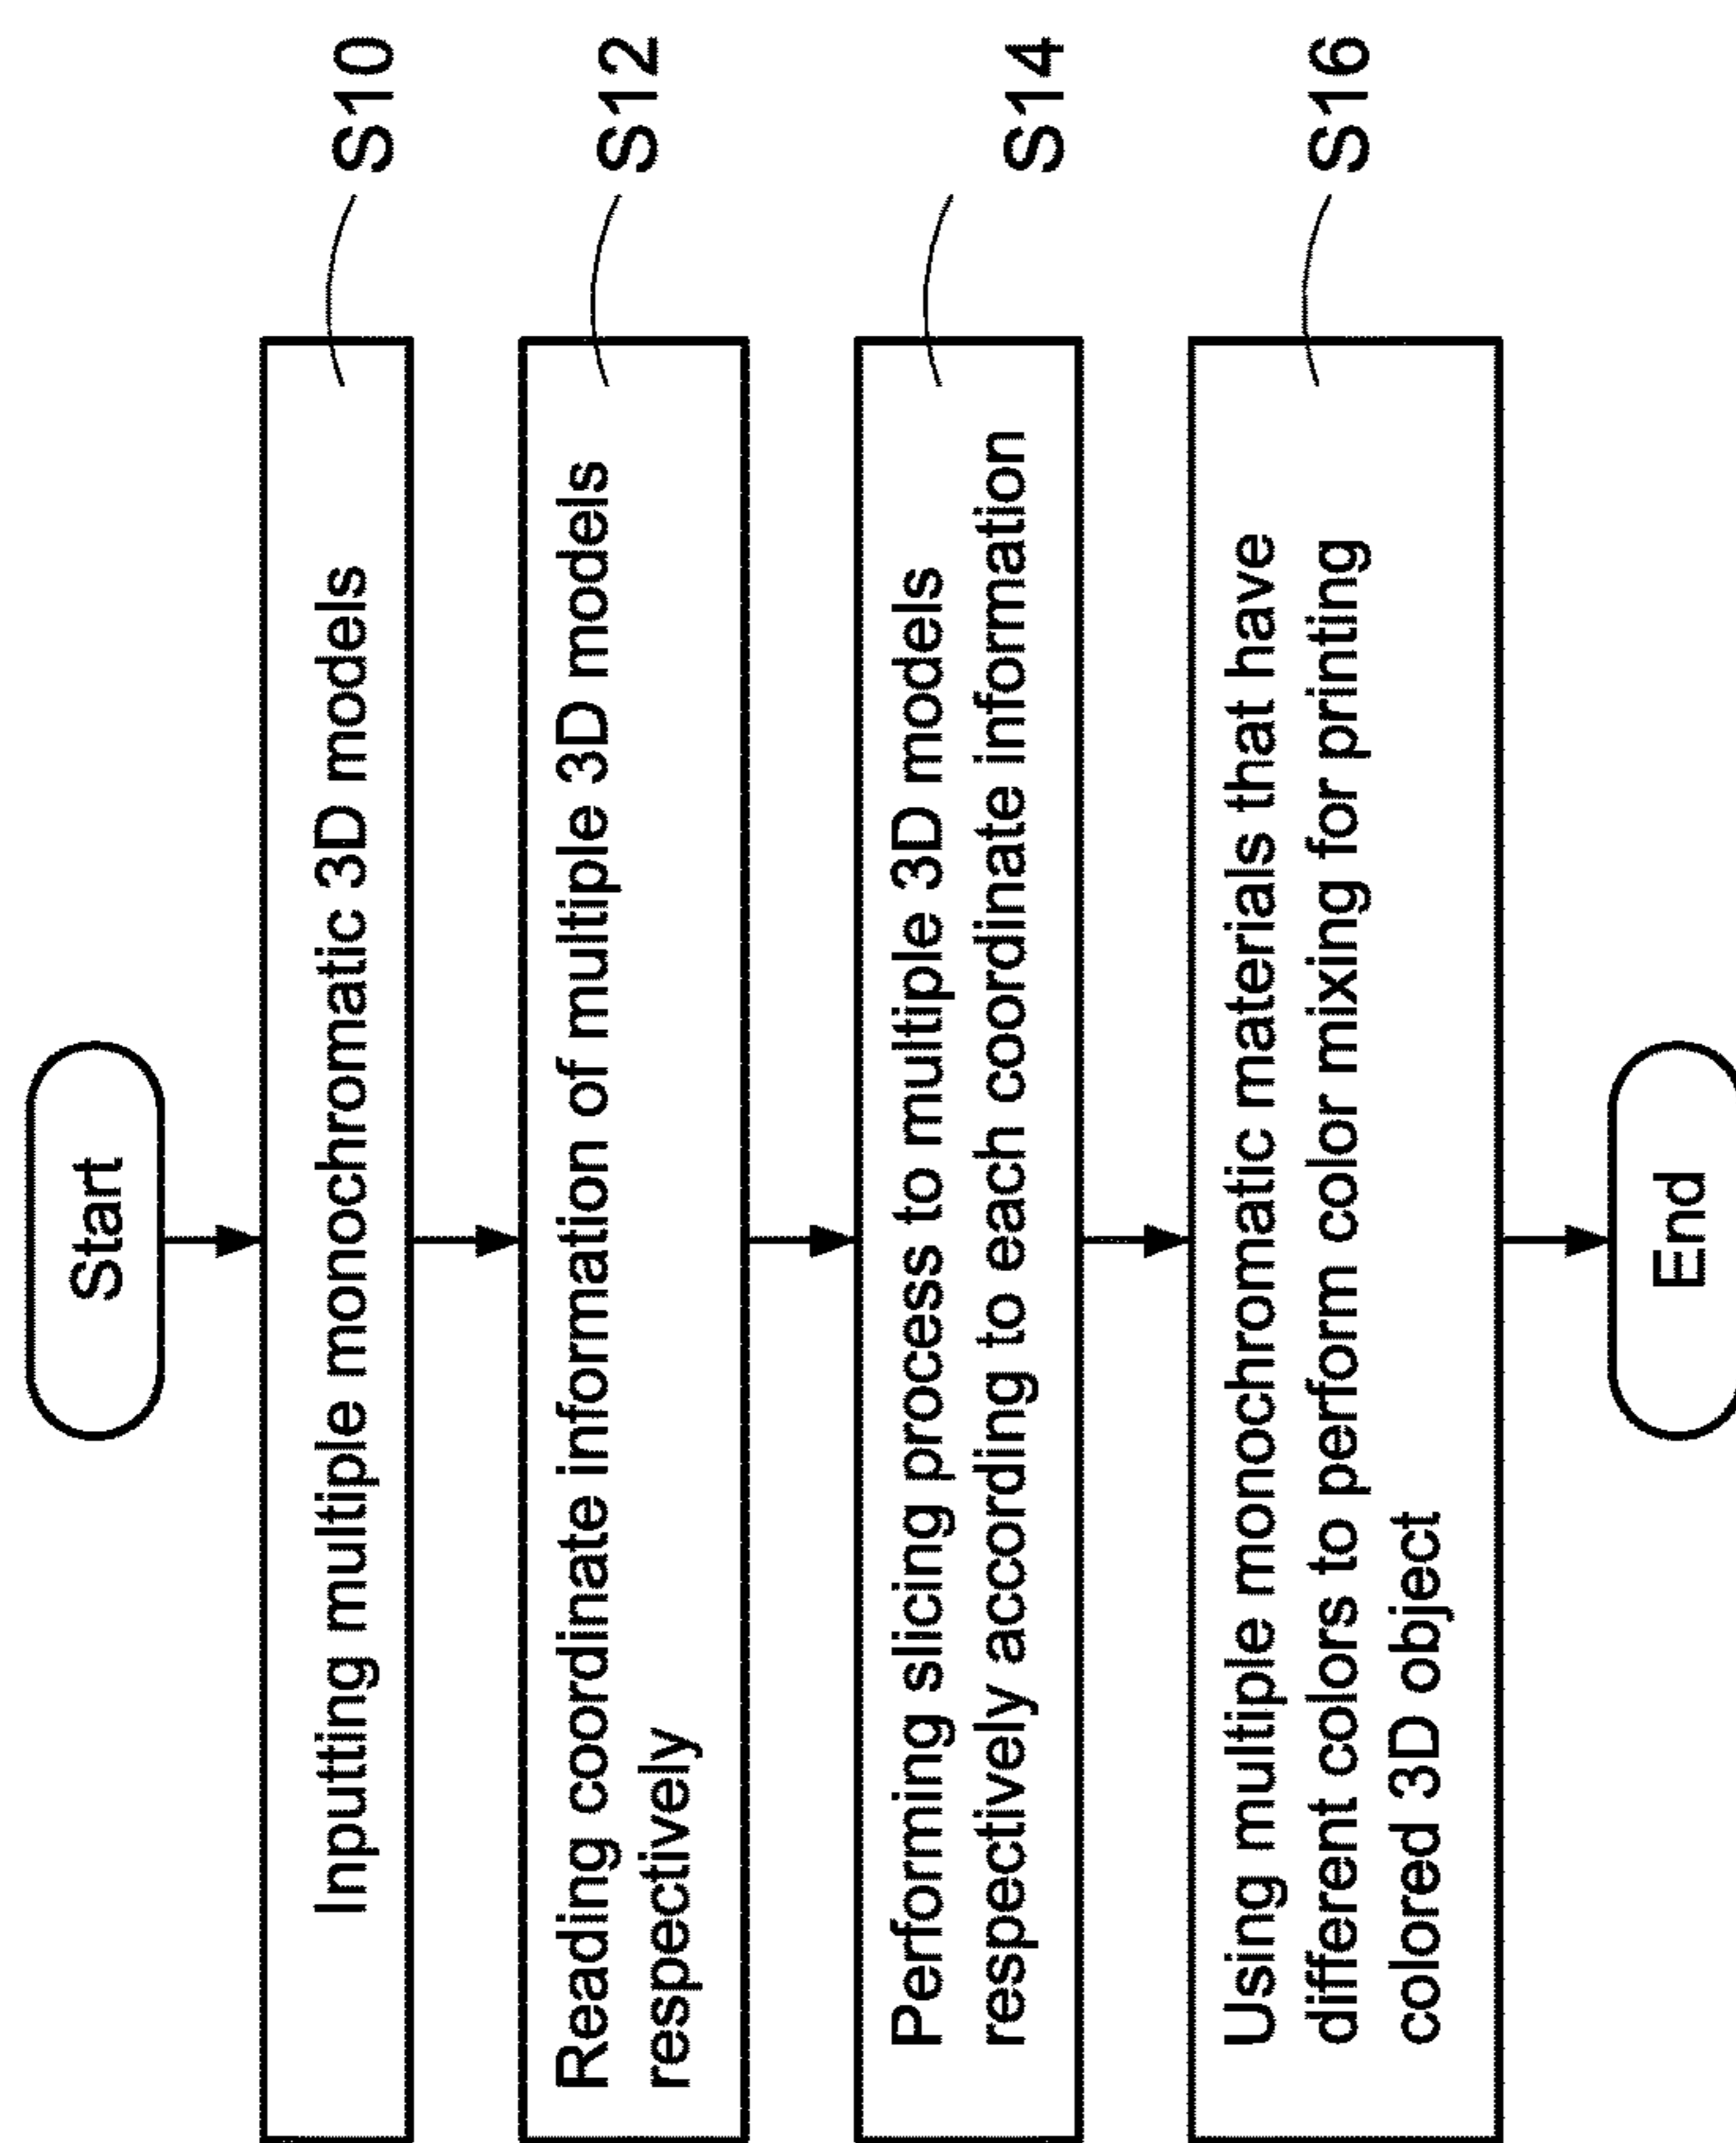 Start
Inputting multiple monochromatic 3D models
S10
Reading coordinate information of multiple 3D models
respectively
S12
Performing slicing process to multiple 3D models
respectively according to each coordinate information
S14
Using multiple monochromatic materials that have
different colors to perform color mixing for printing
colored 3D object
S16
End